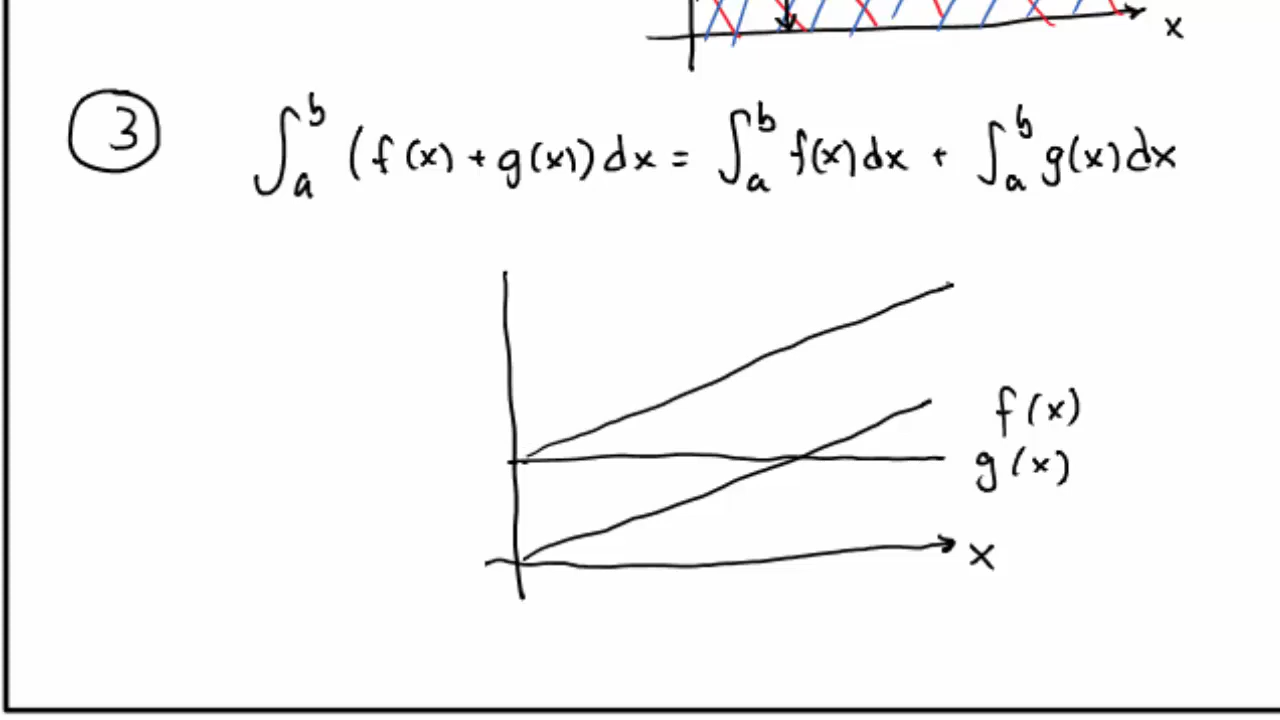 x
3 ∫_a^b (f(x) + g(x)) dx = ∫_a^b f(x) dx + ∫_a^b g(x) dx
f(x)
g(x)
x